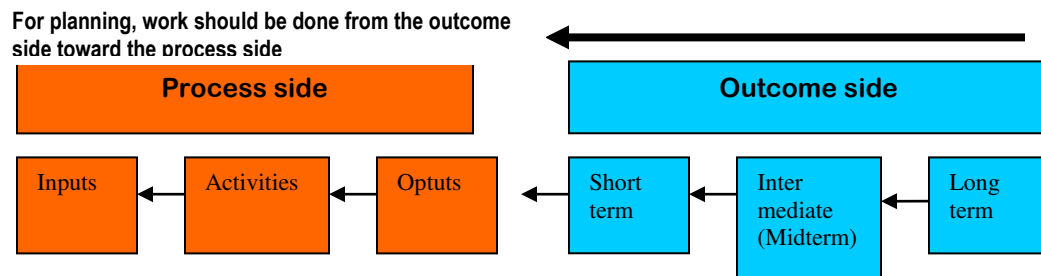 For planning, work should be done from the outcome
side toward the process side
Process side
Outcome side
Inputs
Activities
Optuts
Short
term
Inter
mediate
(Midterm)
Long
term